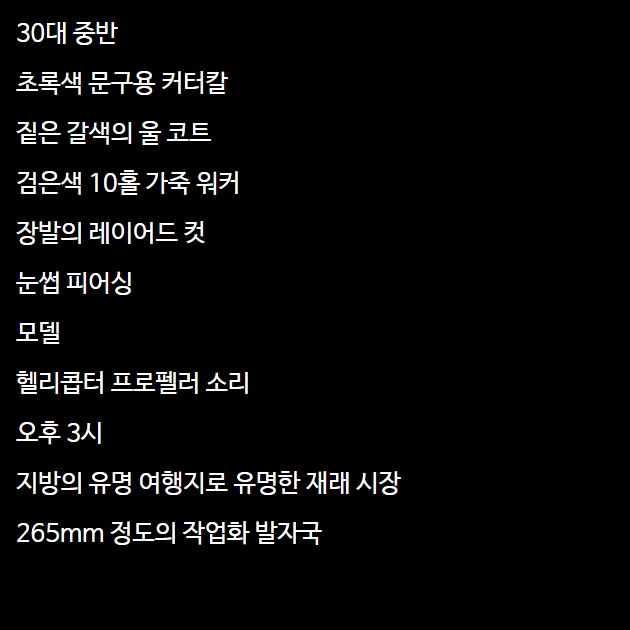 30대 중반
초록색 문구용 커터칼
짙은 갈색의 울 코트
검은색 10홀 가죽 워커
장발의 레이어드 컷
눈썹 피어싱
모델
헬리콥터 프로펠러 소리
오후 3시
지방의 유명 여행지로 유명한 재래 시장
265mm 정도의 작업화 발자국